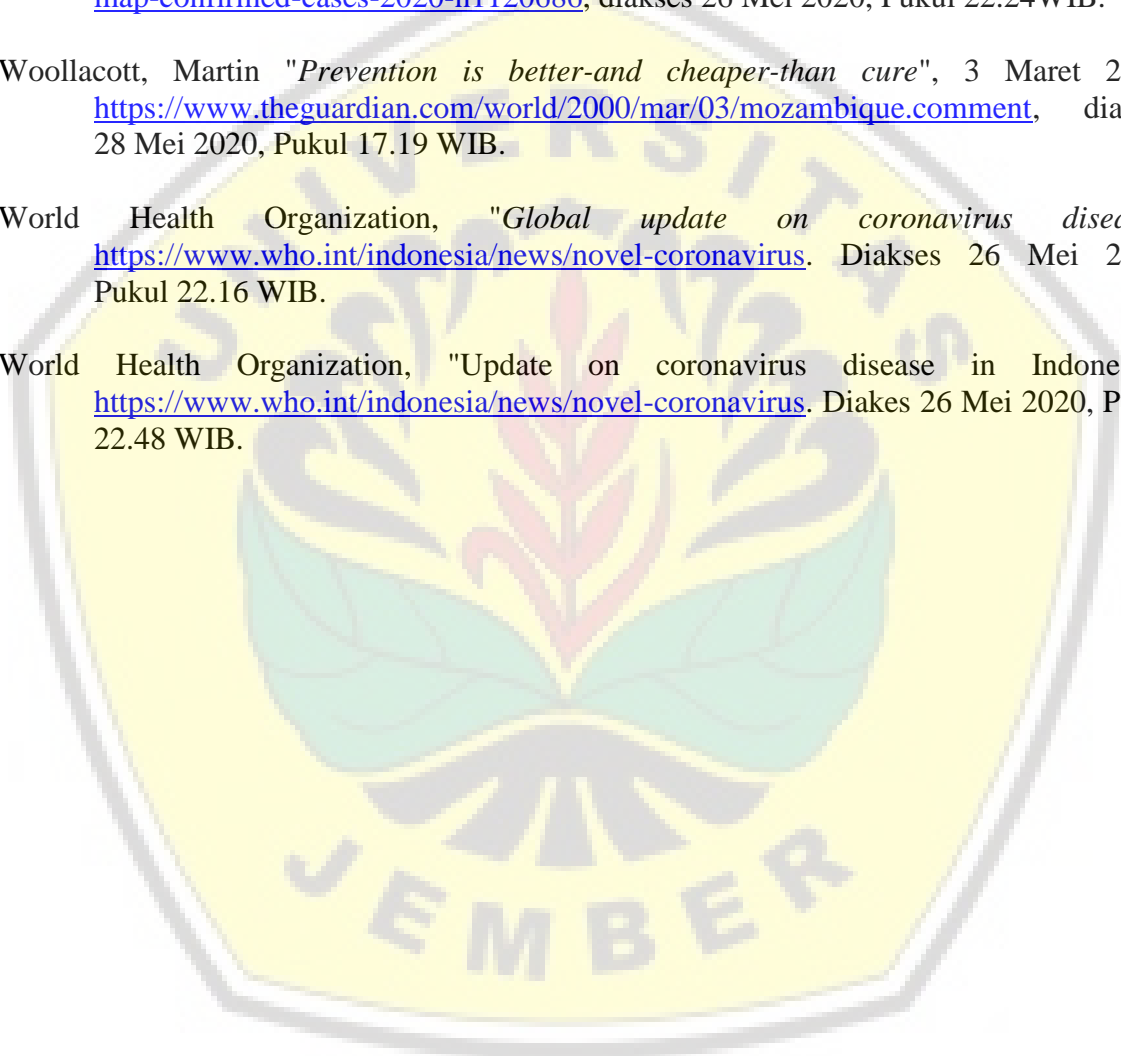 map-confirmed-cases-2020-n1120686, diakses 26 Mei 2020, Pukul 22.24WIB.
Woollacott, Martin "Prevention is better-and cheaper-than cure", 3 Maret 2
https://www.theguardian.com/world/2000/mar/03/mozambique.comment, dia
28 Mei 2020, Pukul 17.19 WIB.
World Health Organization, "Global update on coronavirus disea
https://www.who.int/indonesia/news/novel-coronavirus. Diakses 26 Mei 2
Pukul 22.16 WIB.
World Health Organization, "Update on coronavirus disease in Indone
https://www.who.int/indonesia/news/novel-coronavirus. Diakes 26 Mei 2020, P
22.48 WIB.
UNIVERSITAS
JEMBER